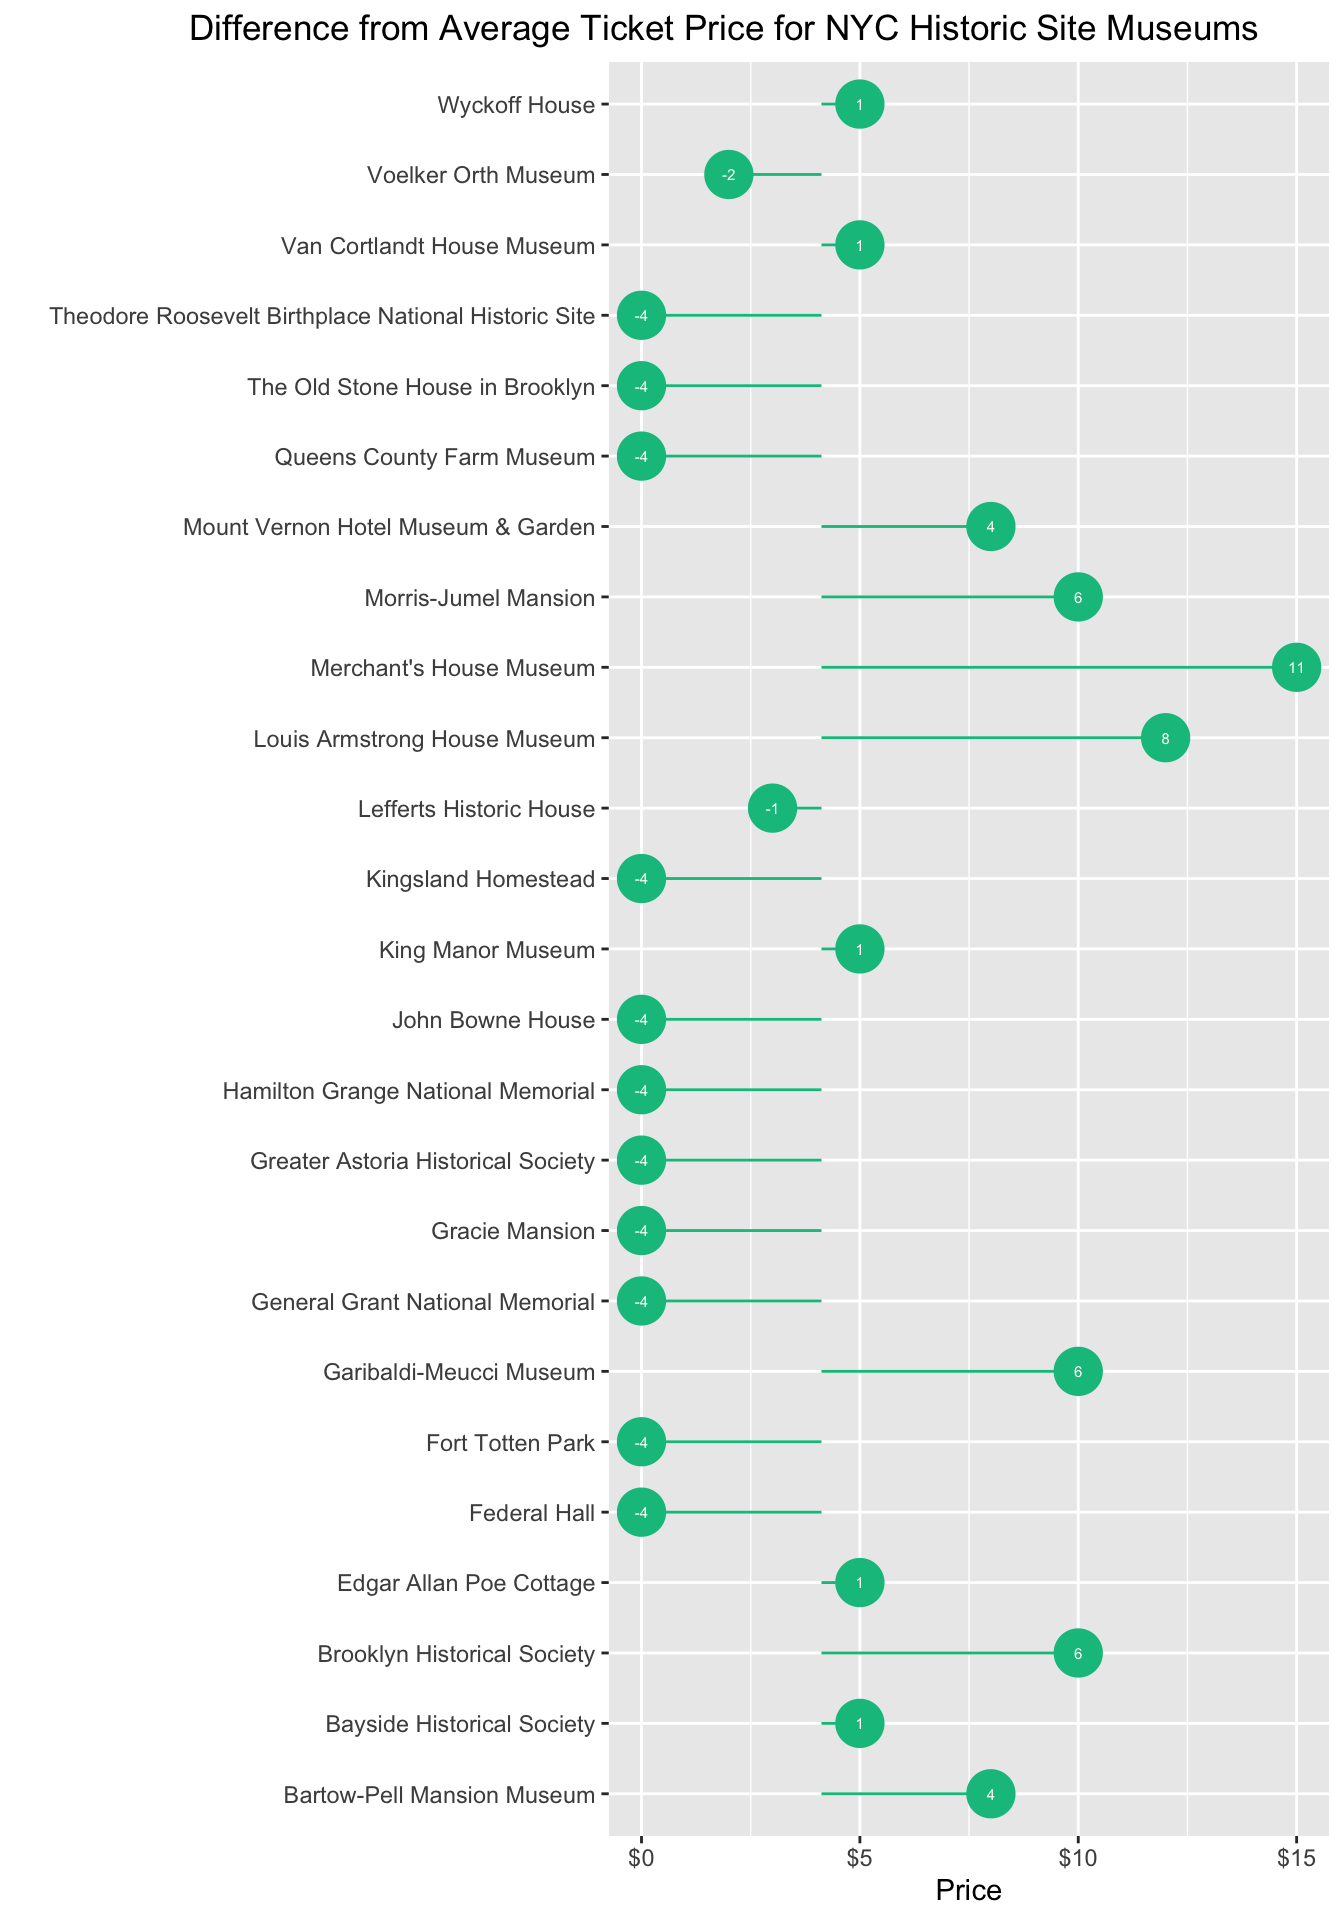 Difference from Average Ticket Price for NYC Historic Site Museums
Wyckoff House 1
Voelker Orth Museum -2
Van Cortlandt House Museum 1
Theodore Roosevelt Birthplace National Historic Site -4
The Old Stone House in Brooklyn -4
Queens County Farm Museum -4
Mount Vernon Hotel Museum & Garden 4
Morris-Jumel Mansion 6
Merchant's House Museum 11
Louis Armstrong House Museum 8
Lefferts Historic House -1
Kingsland Homestead -4
King Manor Museum 1
John Bowne House -4
Hamilton Grange National Memorial -4
Greater Astoria Historical Society -4
Gracie Mansion -4
General Grant National Memorial -4
Garibaldi-Meucci Museum 6
Fort Totten Park -4
Federal Hall -4
Edgar Allan Poe Cottage 1
Brooklyn Historical Society 6
Bayside Historical Society 1
Bartow-Pell Mansion Museum 4
$0 $5 $10 $15
Price